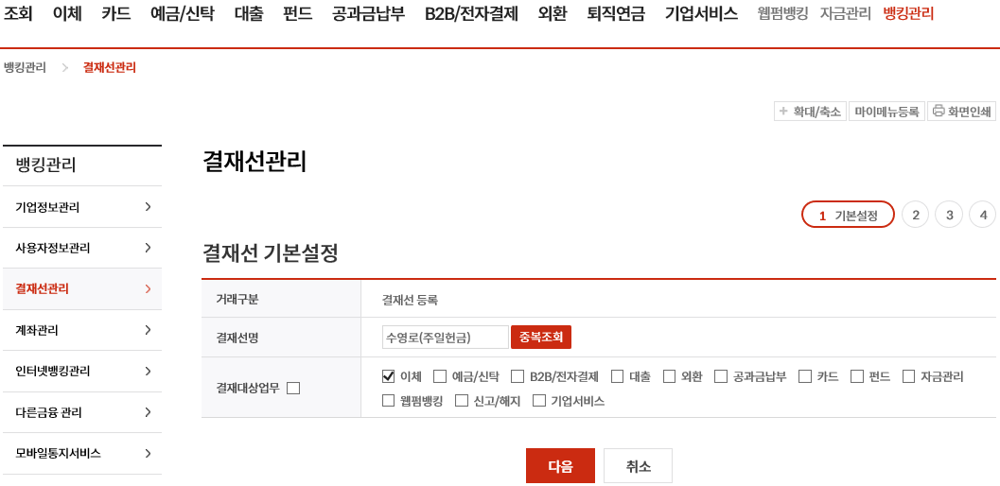 조회 이체 카드 예금/신탁 대출 펀드 공과금납부 B2B/전자결제 외환 퇴직연금 기업서비스 웹펌뱅킹 자금관리 뱅킹관리
뱅킹관리 결재선관리
확대/축소 마이메뉴등록 화면인쇄
뱅킹관리
기업정보관리
사용자정보관리
결재선관리
계좌관리
인터넷뱅킹관리
다른금융 관리
모바일통지서비스
결재선관리
1 기본설정 2 3 4
결재선 기본설정
거래구분 결재선 등록
결재선명 수영로(주일헌금) 중복조회
결재대상업무 이체 예금/신탁 B2B/전자결제 대출 외환 공과금납부 카드 펀드 자금관리
웹펌뱅킹 신고/해지 기업서비스
다음 취소